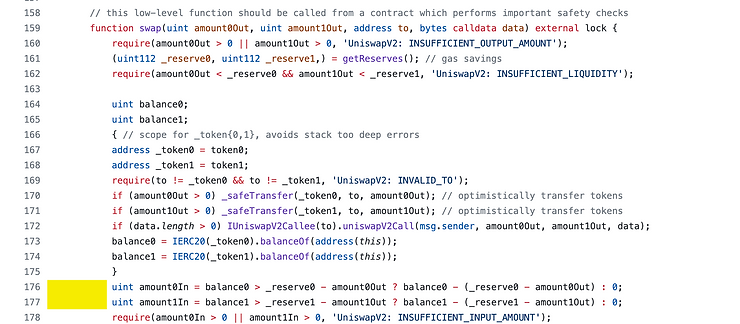 158 // this low-level function should be called from a contract which performs important safety checks
159 function swap(uint amount0Out, uint amount1Out, address to, bytes calldata data) external lock {
160 require(amount0Out > 0 || amount1Out > 0, 'UniswapV2: INSUFFICIENT_OUTPUT_AMOUNT');
161 (uint112 _reserve0, uint112 _reserve1,) = getReserves(); // gas savings
162 require(amount0Out < _reserve0 && amount1Out < _reserve1, 'UniswapV2: INSUFFICIENT_LIQUIDITY');
163
164 uint balance0;
165 uint balance1;
166 { // scope for _token{0,1}, avoids stack too deep errors
167 address _token0 = token0;
168 address _token1 = token1;
169 require(to != _token0 && to != _token1, 'UniswapV2: INVALID_TO');
170 if (amount0Out > 0) _safeTransfer(_token0, to, amount0Out); // optimistically transfer tokens
171 if (amount1Out > 0) _safeTransfer(_token1, to, amount1Out); // optimistically transfer tokens
172 if (data.length > 0) IUniswapV2Callee(to).uniswapV2Call(msg.sender, amount0Out, amount1Out, data);
173 balance0 = IERC20(_token0).balanceOf(address(this));
174 balance1 = IERC20(_token1).balanceOf(address(this));
175 }
176 uint amount0In = balance0 > _reserve0 - amount0Out ? balance0 - (_reserve0 - amount0Out) : 0;
177 uint amount1In = balance1 > _reserve1 - amount1Out ? balance1 - (_reserve1 - amount1Out) : 0;
178 require(amount0In > 0 || amount1In > 0, 'UniswapV2: INSUFFICIENT_INPUT_AMOUNT');